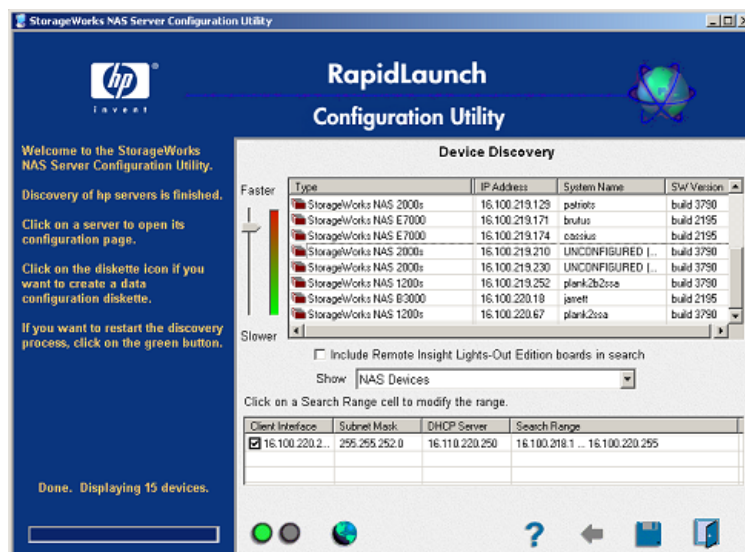 StorageWorks NAS Server Configuration Utility
hp
invent
RapidLaunch
Configuration Utility
Welcome to the StorageWorks
NAS Server Configuration Utility.
Discovery of hp servers is finished.
Click on a server to open its
configuration page.
Click on the diskette icon if you
want to create a data
configuration diskette.
If you want to restart the discovery
process, click on the green button.
Done. Displaying 15 devices.
Device Discovery
Faster
Slower
Type IP Address System Name SW Version
StorageWorks NAS 2000s 16.100.219.129 patriots build 3790
StorageWorks NAS E7000 16.100.219.171 brutus build 2195
StorageWorks NAS E7000 16.100.219.174 cassius build 2195
StorageWorks NAS 2000s 16.100.219.210 UNCONFIGURED (... build 3790
StorageWorks NAS 2000s 16.100.219.230 UNCONFIGURED (... build 3790
StorageWorks NAS 1200s 16.100.219.252 plank2b2ssa build 3790
StorageWorks NAS B3000 16.100.220.18 jarrett build 2195
StorageWorks NAS 1200s 16.100.220.67 plank2ssa build 3790
Include Remote Insight Lights-Out Edition boards in search
Show NAS Devices
Click on a Search Range cell to modify the range.
Client Interface Subnet Mask DHCP Server Search Range
16.100.220.2... 255.255.252.0 16.110.220.250 16.100.218.1 ... 16.100.220.255
?